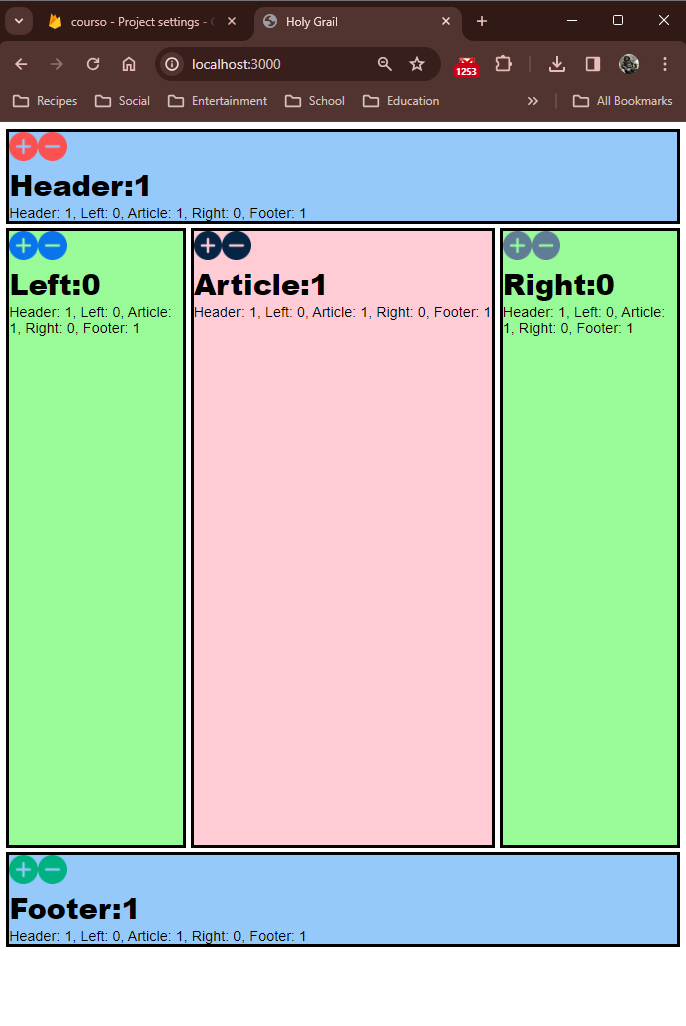 courso - Project settings -
Holy Grail
localhost:3000
1253
Recipes
Social
Entertainment
School
Education
All Bookmarks
Header:1
Header: 1, Left: 0, Article: 1, Right: 0, Footer: 1
Left:0
Header: 1, Left: 0, Article:
1, Right: 0, Footer: 1
Article:1
Header: 1, Left: 0, Article: 1, Right: 0, Footer: 1
Right:0
Header: 1, Left: 0, Article:
1, Right: 0, Footer: 1
Footer:1
Header: 1, Left: 0, Article: 1, Right: 0, Footer: 1